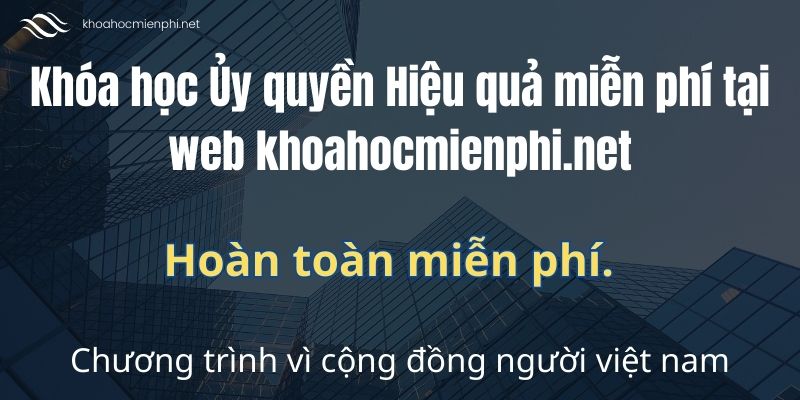 khoahocmienphi.net
Khóa học Ủy quyền Hiệu quả miễn phí tại
web khoahocmienphi.net
Hoàn toàn miễn phí.
Chương trình vì cộng đồng người việt nam